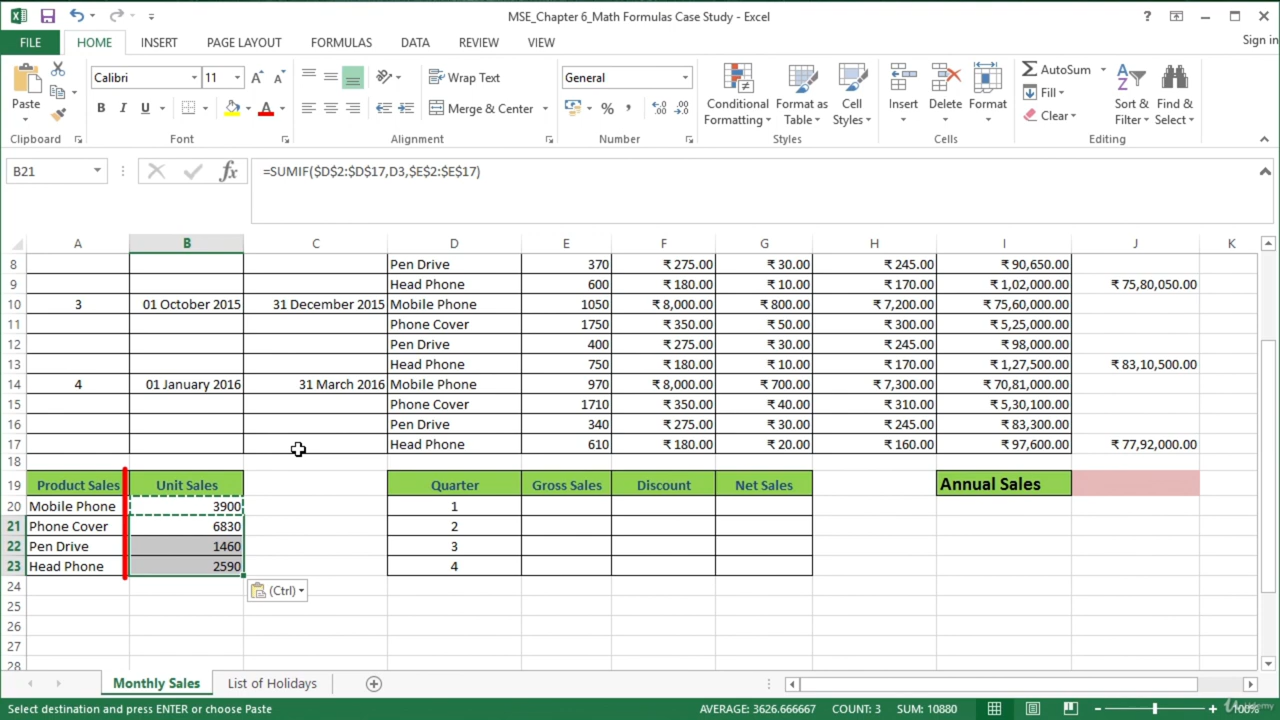 MSE_Chapter 6_Math Formulas Case Study - Excel
FILE HOME INSERT PAGE LAYOUT FORMULAS DATA REVIEW VIEW Sign in
Paste
Calibri 11
B I U A
Wrap Text
Merge & Center
General
Conditional Formatting
Format as Table
Cell Styles
Insert
Delete
Format
AutoSum
Fill
Clear
Sort & Filter
Find & Select
Clipboard Font Alignment Number Styles Cells Editing
B21 fx =SUMIF($D$2:$D$17,D3,$E$2:$E$17)
A B C D E F G H I J K
8 Pen Drive 370 ₹ 275.00 ₹ 30.00 ₹ 245.00 ₹ 90,650.00
9 Head Phone 600 ₹ 180.00 ₹ 10.00 ₹ 170.00 ₹ 1,02,000.00 ₹ 75,80,050.00
10 3 01 October 2015 31 December 2015 Mobile Phone 1050 ₹ 8,000.00 ₹ 800.00 ₹ 7,200.00 ₹ 75,60,000.00
11 Phone Cover 1750 ₹ 350.00 ₹ 50.00 ₹ 300.00 ₹ 5,25,000.00
12 Pen Drive 400 ₹ 275.00 ₹ 30.00 ₹ 245.00 ₹ 98,000.00
13 Head Phone 750 ₹ 180.00 ₹ 10.00 ₹ 170.00 ₹ 1,27,500.00 ₹ 83,10,500.00
14 4 01 January 2016 31 March 2016 Mobile Phone 970 ₹ 8,000.00 ₹ 700.00 ₹ 7,300.00 ₹ 70,81,000.00
15 Phone Cover 1710 ₹ 350.00 ₹ 40.00 ₹ 310.00 ₹ 5,30,100.00
16 Pen Drive 340 ₹ 275.00 ₹ 30.00 ₹ 245.00 ₹ 83,300.00
17 Head Phone 610 ₹ 180.00 ₹ 20.00 ₹ 160.00 ₹ 97,600.00 ₹ 77,92,000.00
18
19 Product Sales Unit Sales Quarter Gross Sales Discount Net Sales Annual Sales
20 Mobile Phone 3900 1
21 Phone Cover 6830 2
22 Pen Drive 1460 3
23 Head Phone 2590 4
24 (Ctrl)
25
26
27
28
Monthly Sales List of Holidays
Select destination and press ENTER or choose Paste AVERAGE: 3626.666667 COUNT: 3 SUM: 10880 100%